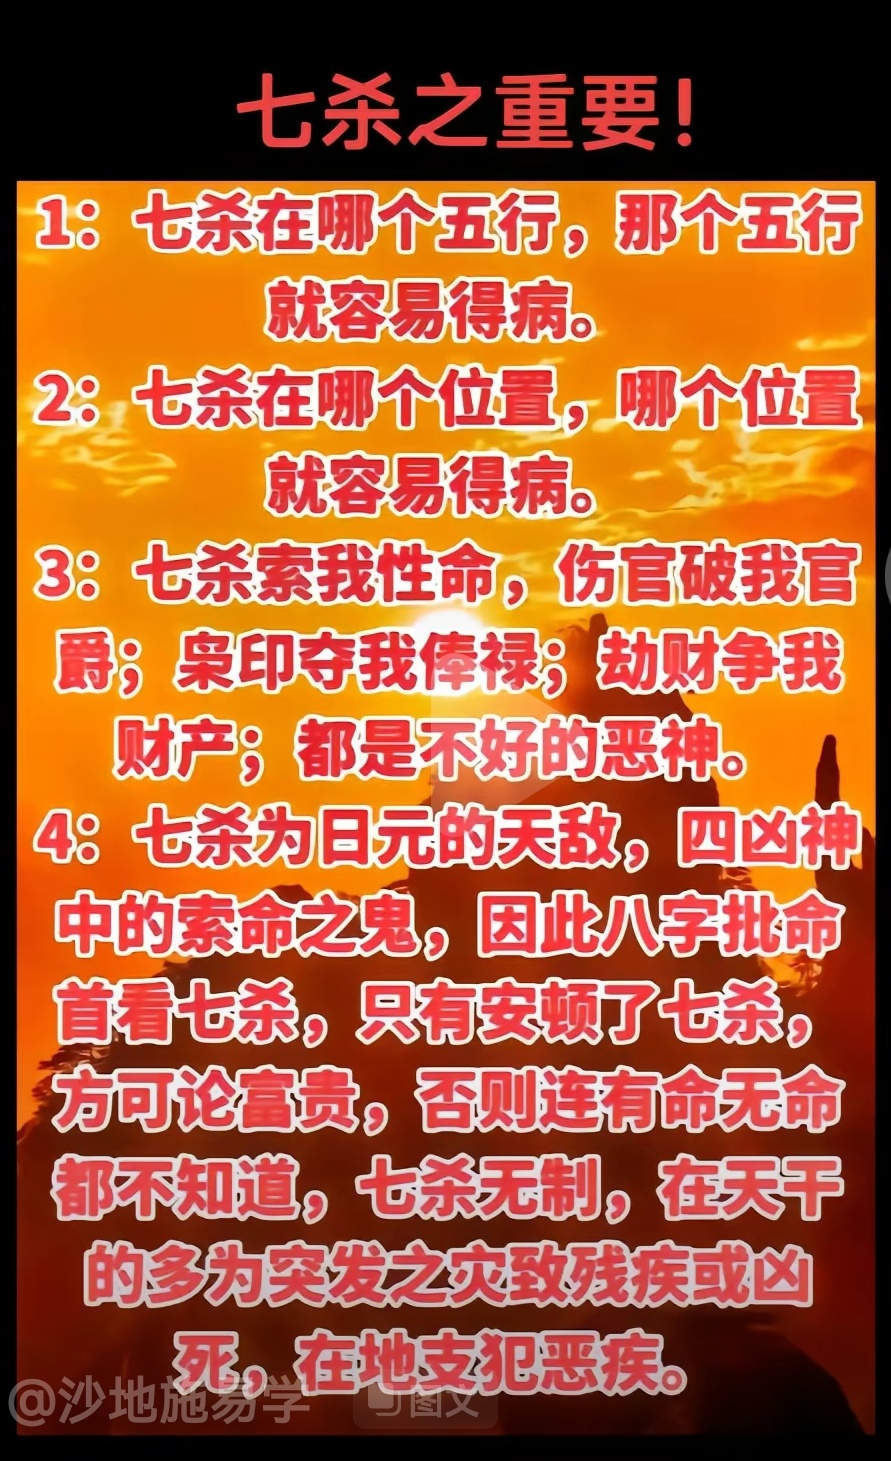 七杀之重要！
1：七杀在哪个五行，那个五行
就容易得病。
2：七杀在哪个位置，哪个位置
就容易得病。
3：七杀索我性命，伤官破我官
爵；枭印夺我俸禄；劫财争我
财产；都是不好的恶神。
4：七杀为日元的天敌，四凶神
中的索命之鬼，因此八字批命
首看七杀，只有安顿了七杀，
方可论富贵，否则连有命无命
都不知道，七杀无制，在天干
的多为突发之灾致残疾或凶
死，在地支犯恶疾。
@沙地施易学
图文